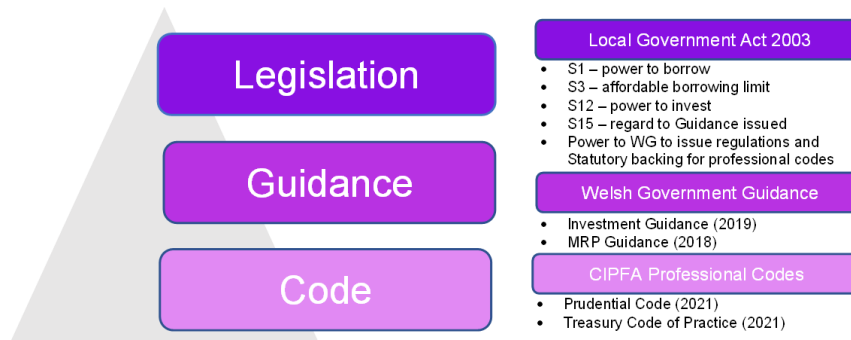 Legislation
Guidance
Code
Local Government Act 2003
• S1 – power to borrow
• S3 – affordable borrowing limit
• S12 – power to invest
• S15 – regard to Guidance issued
• Power to WG to issue regulations and
Statutory backing for professional codes
Welsh Government Guidance
• Investment Guidance (2019)
• MRP Guidance (2018)
CIPFA Professional Codes
• Prudential Code (2021)
• Treasury Code of Practice (2021)